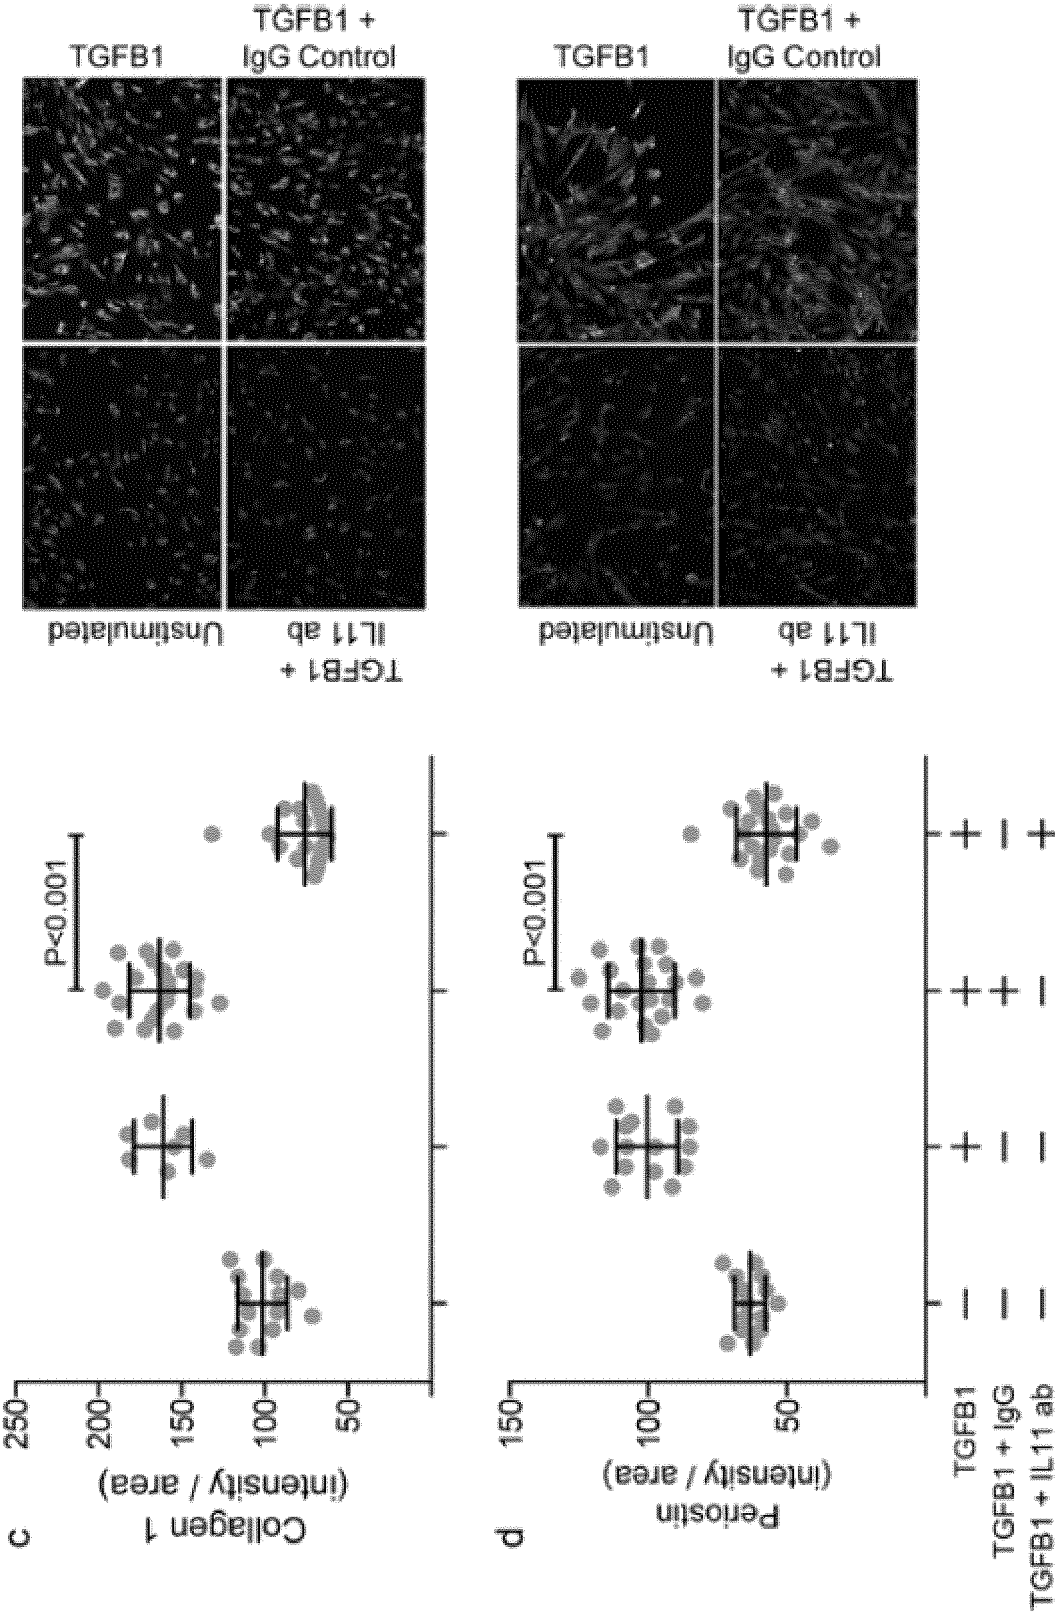 c
Collagen 1
(intensity / area)
250
200
150
100
50
P<0.001
Unstimulated
TGFB1
TGFB1 +
IL11 ab
TGFB1 +
IgG Control
d
Periostin
(intensity / area)
150
100
50
P<0.001
Unstimulated
TGFB1
TGFB1 +
IL11 ab
TGFB1 +
IgG Control
TGFB1 − + + +
TGFB1 + IgG − − + −
TGFB1 + IL11 ab − − − +